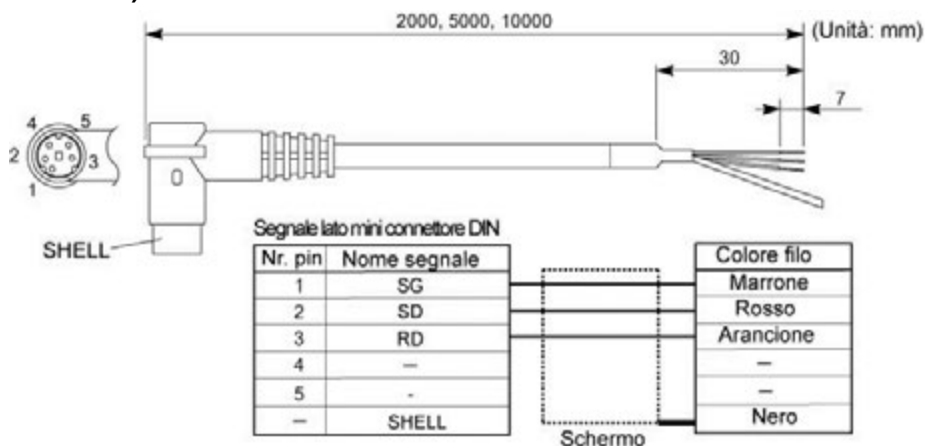 2000, 5000, 10000
(Unità: mm)
30
7
4 5
2 3
1
SHELL
Segnale lato mini connettore DIN
Nr. pin Nome segnale
1 SG
2 SD
3 RD
4 –
5 -
– SHELL
Colore filo
Marrone
Rosso
Arancione
–
–
Nero
Schermo